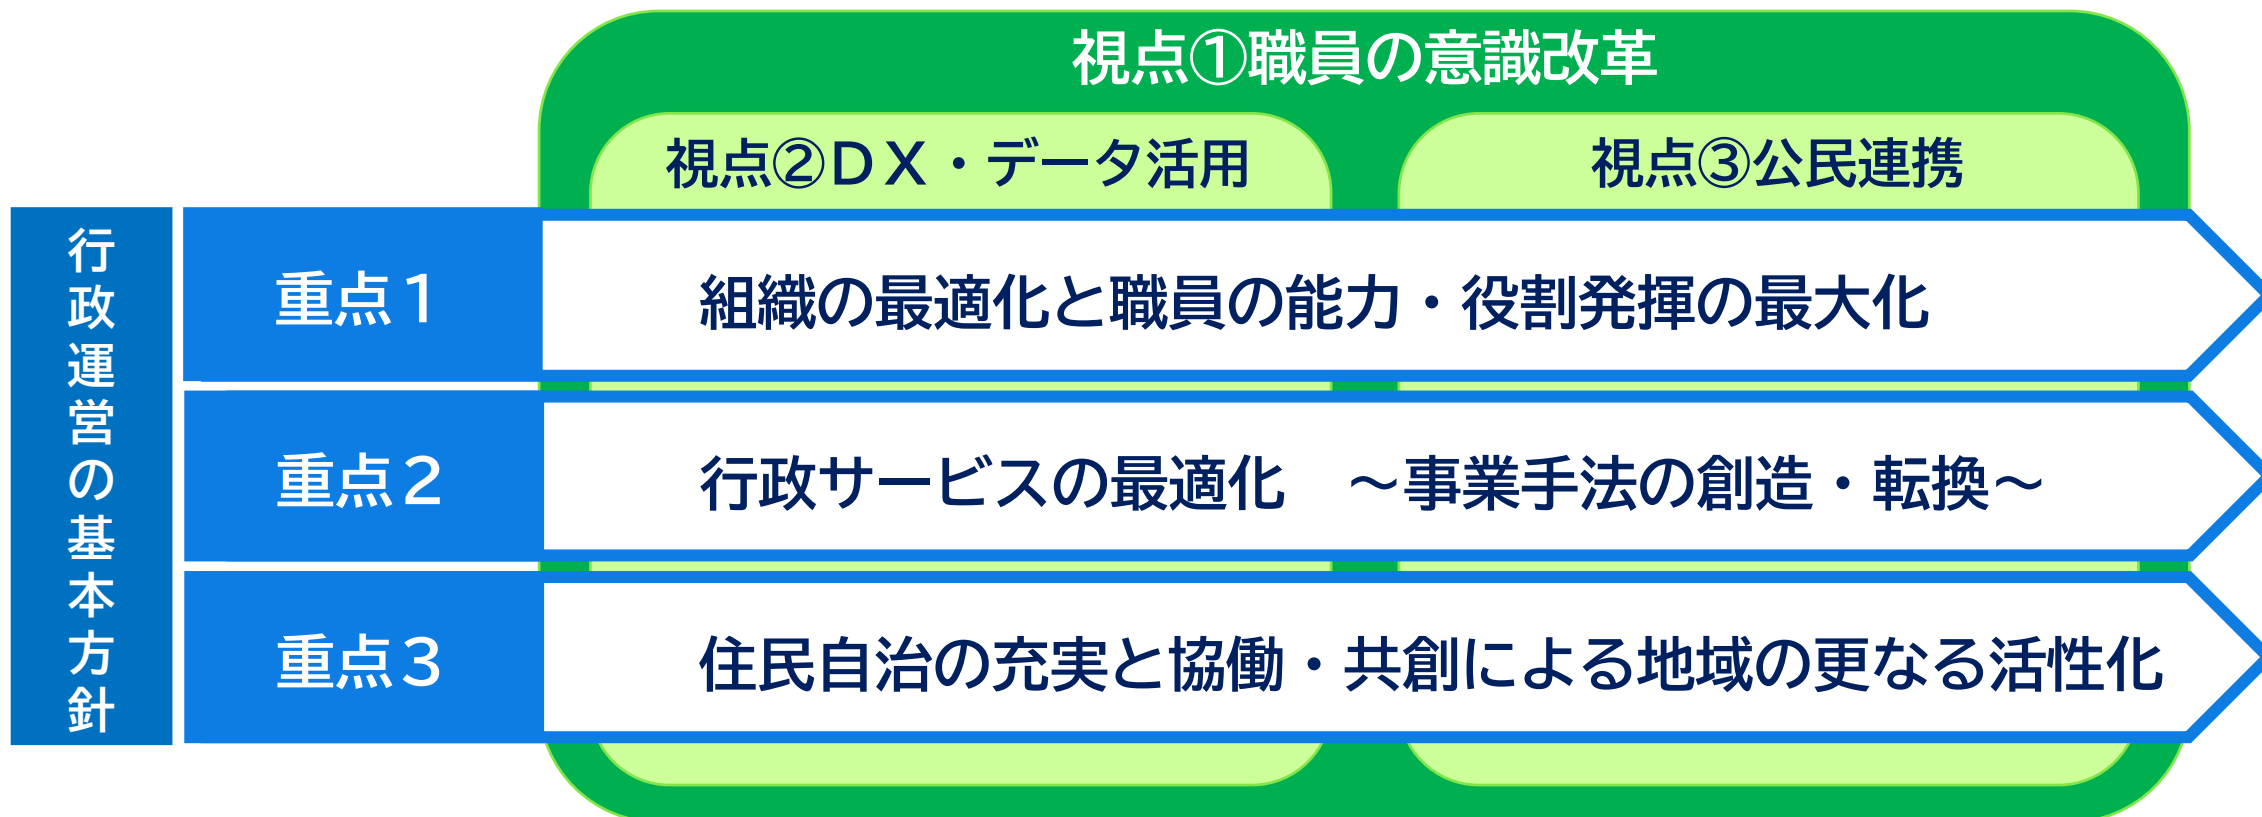 視点①職員の意識改革
視点②ＤＸ・データ活用
視点③公民連携
行政運営の基本方針
重点１
組織の最適化と職員の能力・役割発揮の最大化
重点２
行政サービスの最適化　～事業手法の創造・転換～
重点３
住民自治の充実と協働・共創による地域の更なる活性化